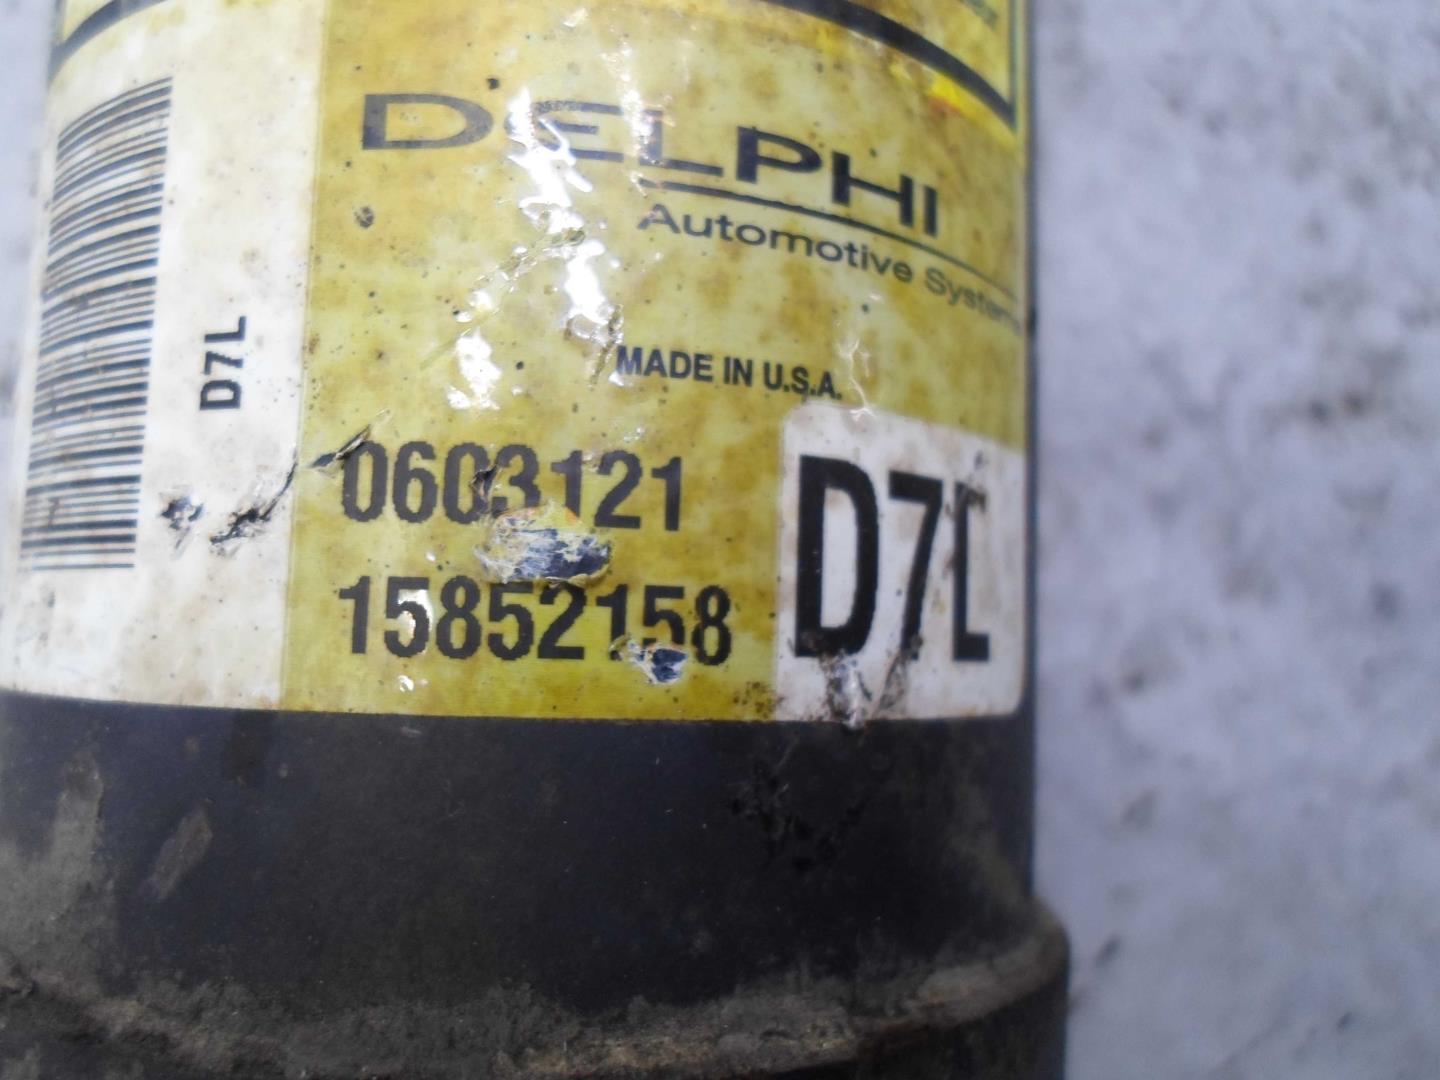 DELPHI
Automotive Systems
MADE IN U.S.A.
D7L
0603121
15852158
D7L